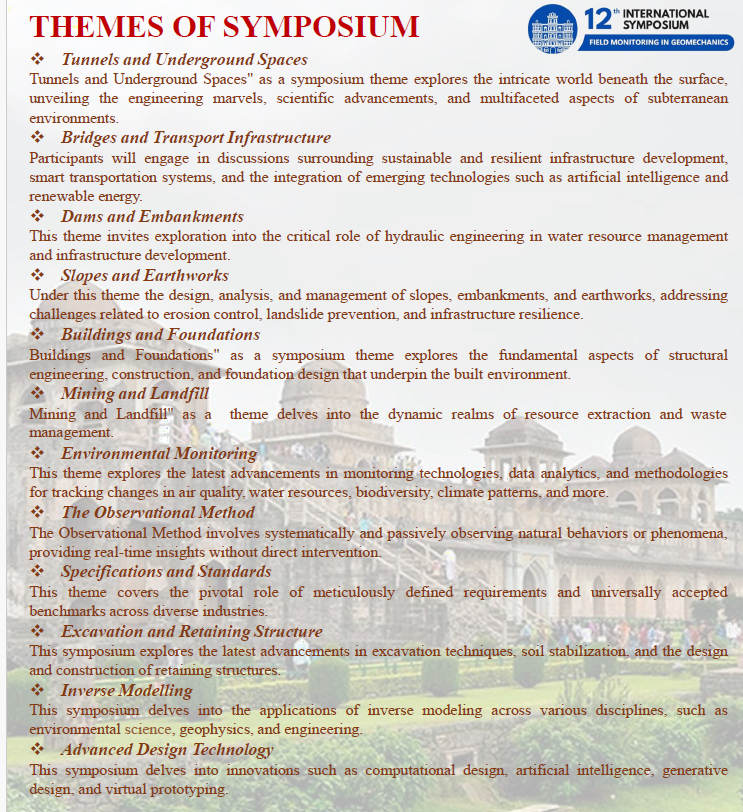 THEMES OF SYMPOSIUM
12th INTERNATIONAL
SYMPOSIUM
FIELD MONITORING IN GEOMECHANICS
❖ Tunnels and Underground Spaces
Tunnels and Underground Spaces" as a symposium theme explores the intricate world beneath the surface,
unveiling the engineering marvels, scientific advancements, and multifaceted aspects of subterranean
environments.
❖ Bridges and Transport Infrastructure
Participants will engage in discussions surrounding sustainable and resilient infrastructure development,
smart transportation systems, and the integration of emerging technologies such as artificial intelligence and
renewable energy.
❖ Dams and Embankments
This theme invites exploration into the critical role of hydraulic engineering in water resource management
and infrastructure development.
❖ Slopes and Earthworks
Under this theme the design, analysis, and management of slopes, embankments, and earthworks, addressing
challenges related to erosion control, landslide prevention, and infrastructure resilience.
❖ Buildings and Foundations
Buildings and Foundations" as a symposium theme explores the fundamental aspects of structural
engineering, construction, and foundation design that underpin the built environment.
❖ Mining and Landfill
Mining and Landfill" as a theme delves into the dynamic realms of resource extraction and waste
management.
❖ Environmental Monitoring
This theme explores the latest advancements in monitoring technologies, data analytics, and methodologies
for tracking changes in air quality, water resources, biodiversity, climate patterns, and more.
❖ The Observational Method
The Observational Method involves systematically and passively observing natural behaviors or phenomena,
providing real-time insights without direct intervention.
❖ Specifications and Standards
This theme covers the pivotal role of meticulously defined requirements and universally accepted
benchmarks across diverse industries.
❖ Excavation and Retaining Structure
This symposium explores the latest advancements in excavation techniques, soil stabilization, and the design
and construction of retaining structures.
❖ Inverse Modelling
This symposium delves into the applications of inverse modeling across various disciplines, such as
environmental science, geophysics, and engineering.
❖ Advanced Design Technology
This symposium delves into innovations such as computational design, artificial intelligence, generative
design, and virtual prototyping.